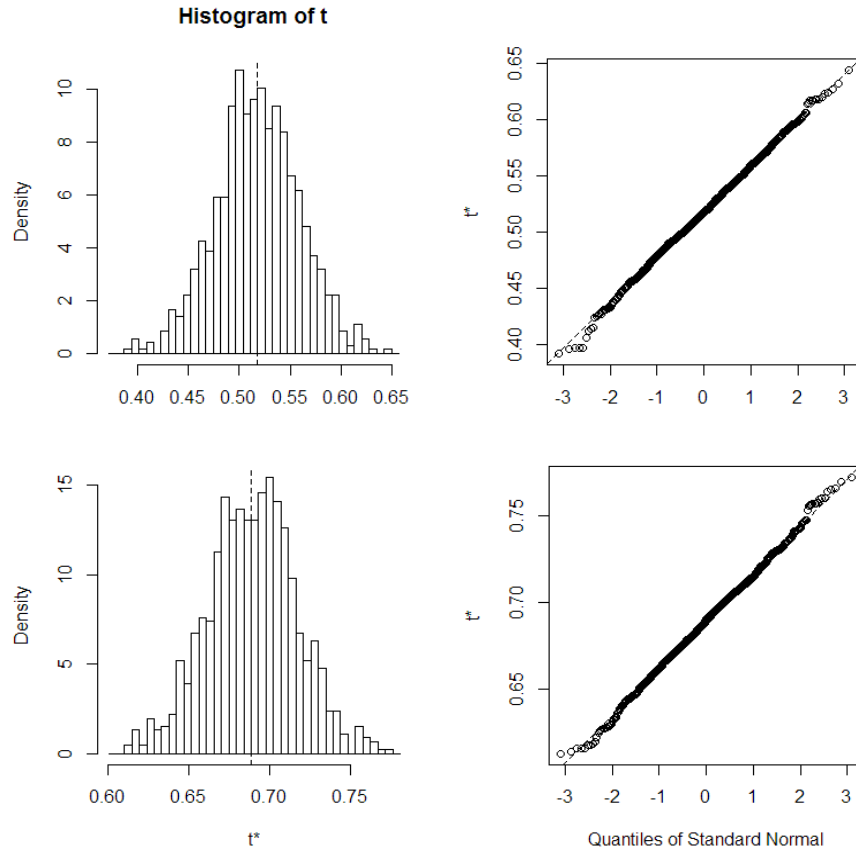 Histogram of t
Density
0 2 4 6 8 10
0.40 0.45 0.50 0.55 0.60 0.65
t*
0.40 0.45 0.50 0.55 0.60 0.65
-3 -2 -1 0 1 2 3
Density
0 5 10 15
0.60 0.65 0.70 0.75
t*
t*
0.65 0.70 0.75
-3 -2 -1 0 1 2 3
Quantiles of Standard Normal